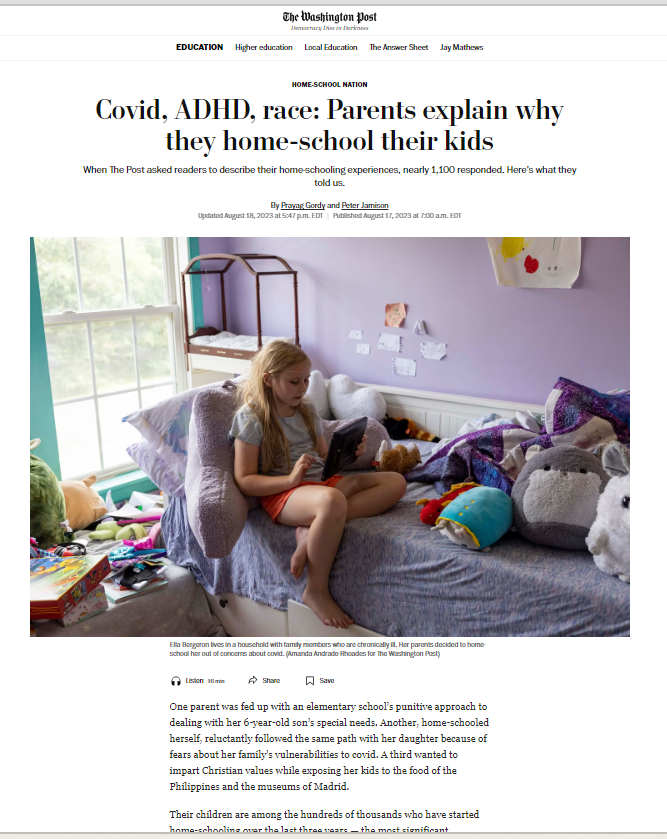 The Washington Post
Democracy Dies in Darkness
EDUCATION Higher education Local Education The Answer Sheet Jay Mathews
HOME-SCHOOL NATION
Covid, ADHD, race: Parents explain why
they home-school their kids
When The Post asked readers to describe their home-schooling experiences, nearly 1,100 responded. Here's what they
told us.
By Prayag Gordy and Peter Jamison
Updated August 18, 2023 at 5:47 p.m. EDT | Published August 17, 2023 at 7:00 a.m. EDT
Ella Bergeron lives in a household with family members who are chronically ill. Her parents decided to home-
school her out of concerns about covid. (Amanda Andrade-Rhoades for The Washington Post)
Listen 16 min Share Save
One parent was fed up with an elementary school's punitive approach to
dealing with her 6-year-old son's special needs. Another, home-schooled
herself, reluctantly followed the same path with her daughter because of
fears about her family's vulnerabilities to covid. A third wanted to
impart Christian values while exposing her kids to the food of the
Philippines and the museums of Madrid.
Their children are among the hundreds of thousands who have started
home-schooling over the last three years — the most significant